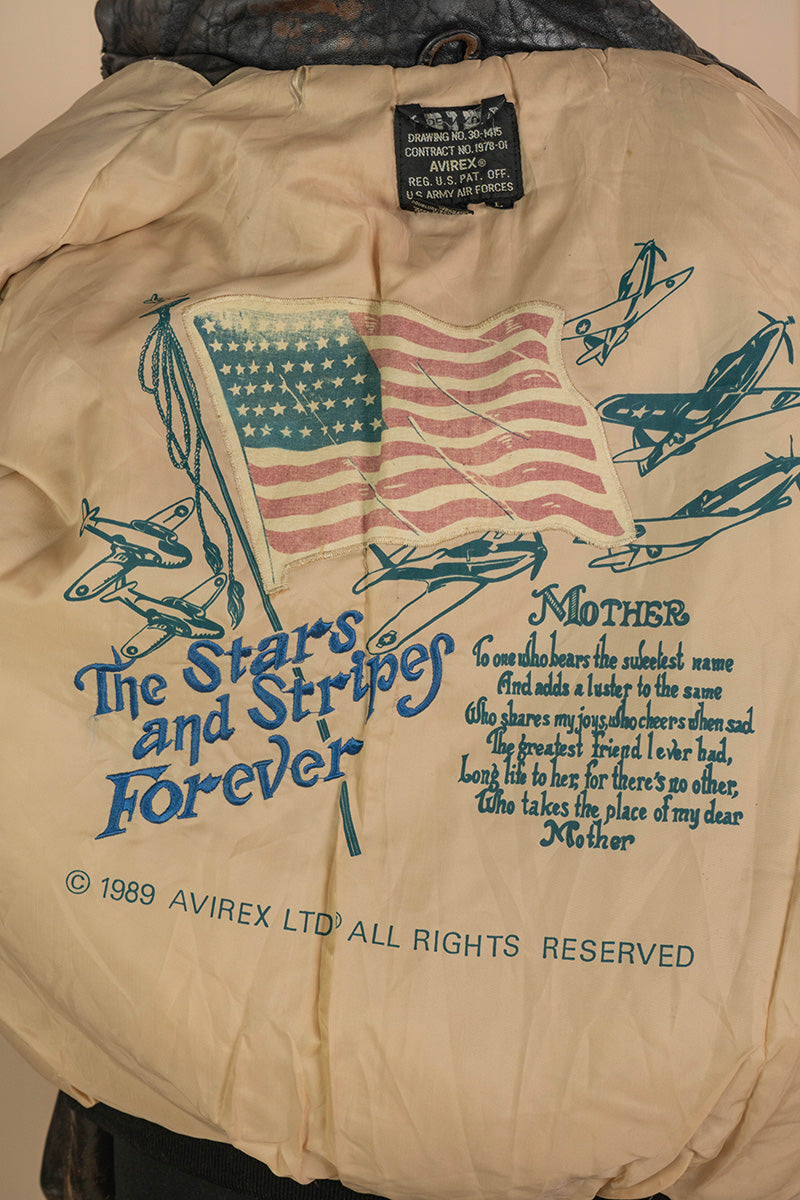 DRAWING NO. 30-1415
CONTRACT NO. 1978-01
AVIREX®
REG. U.S. PAT. OFF.
U.S. ARMY AIR FORCES
L
The Stars
and Stripes
Forever
MOTHER
To one who bears the sweetest name
And adds a luster to the same
Who shares my joys, who cheers when sad
The greatest friend I ever had,
Long life to her, for there's no other,
Who takes the place of my dear
Mother
© 1989 AVIREX LTD ALL RIGHTS RESERVED